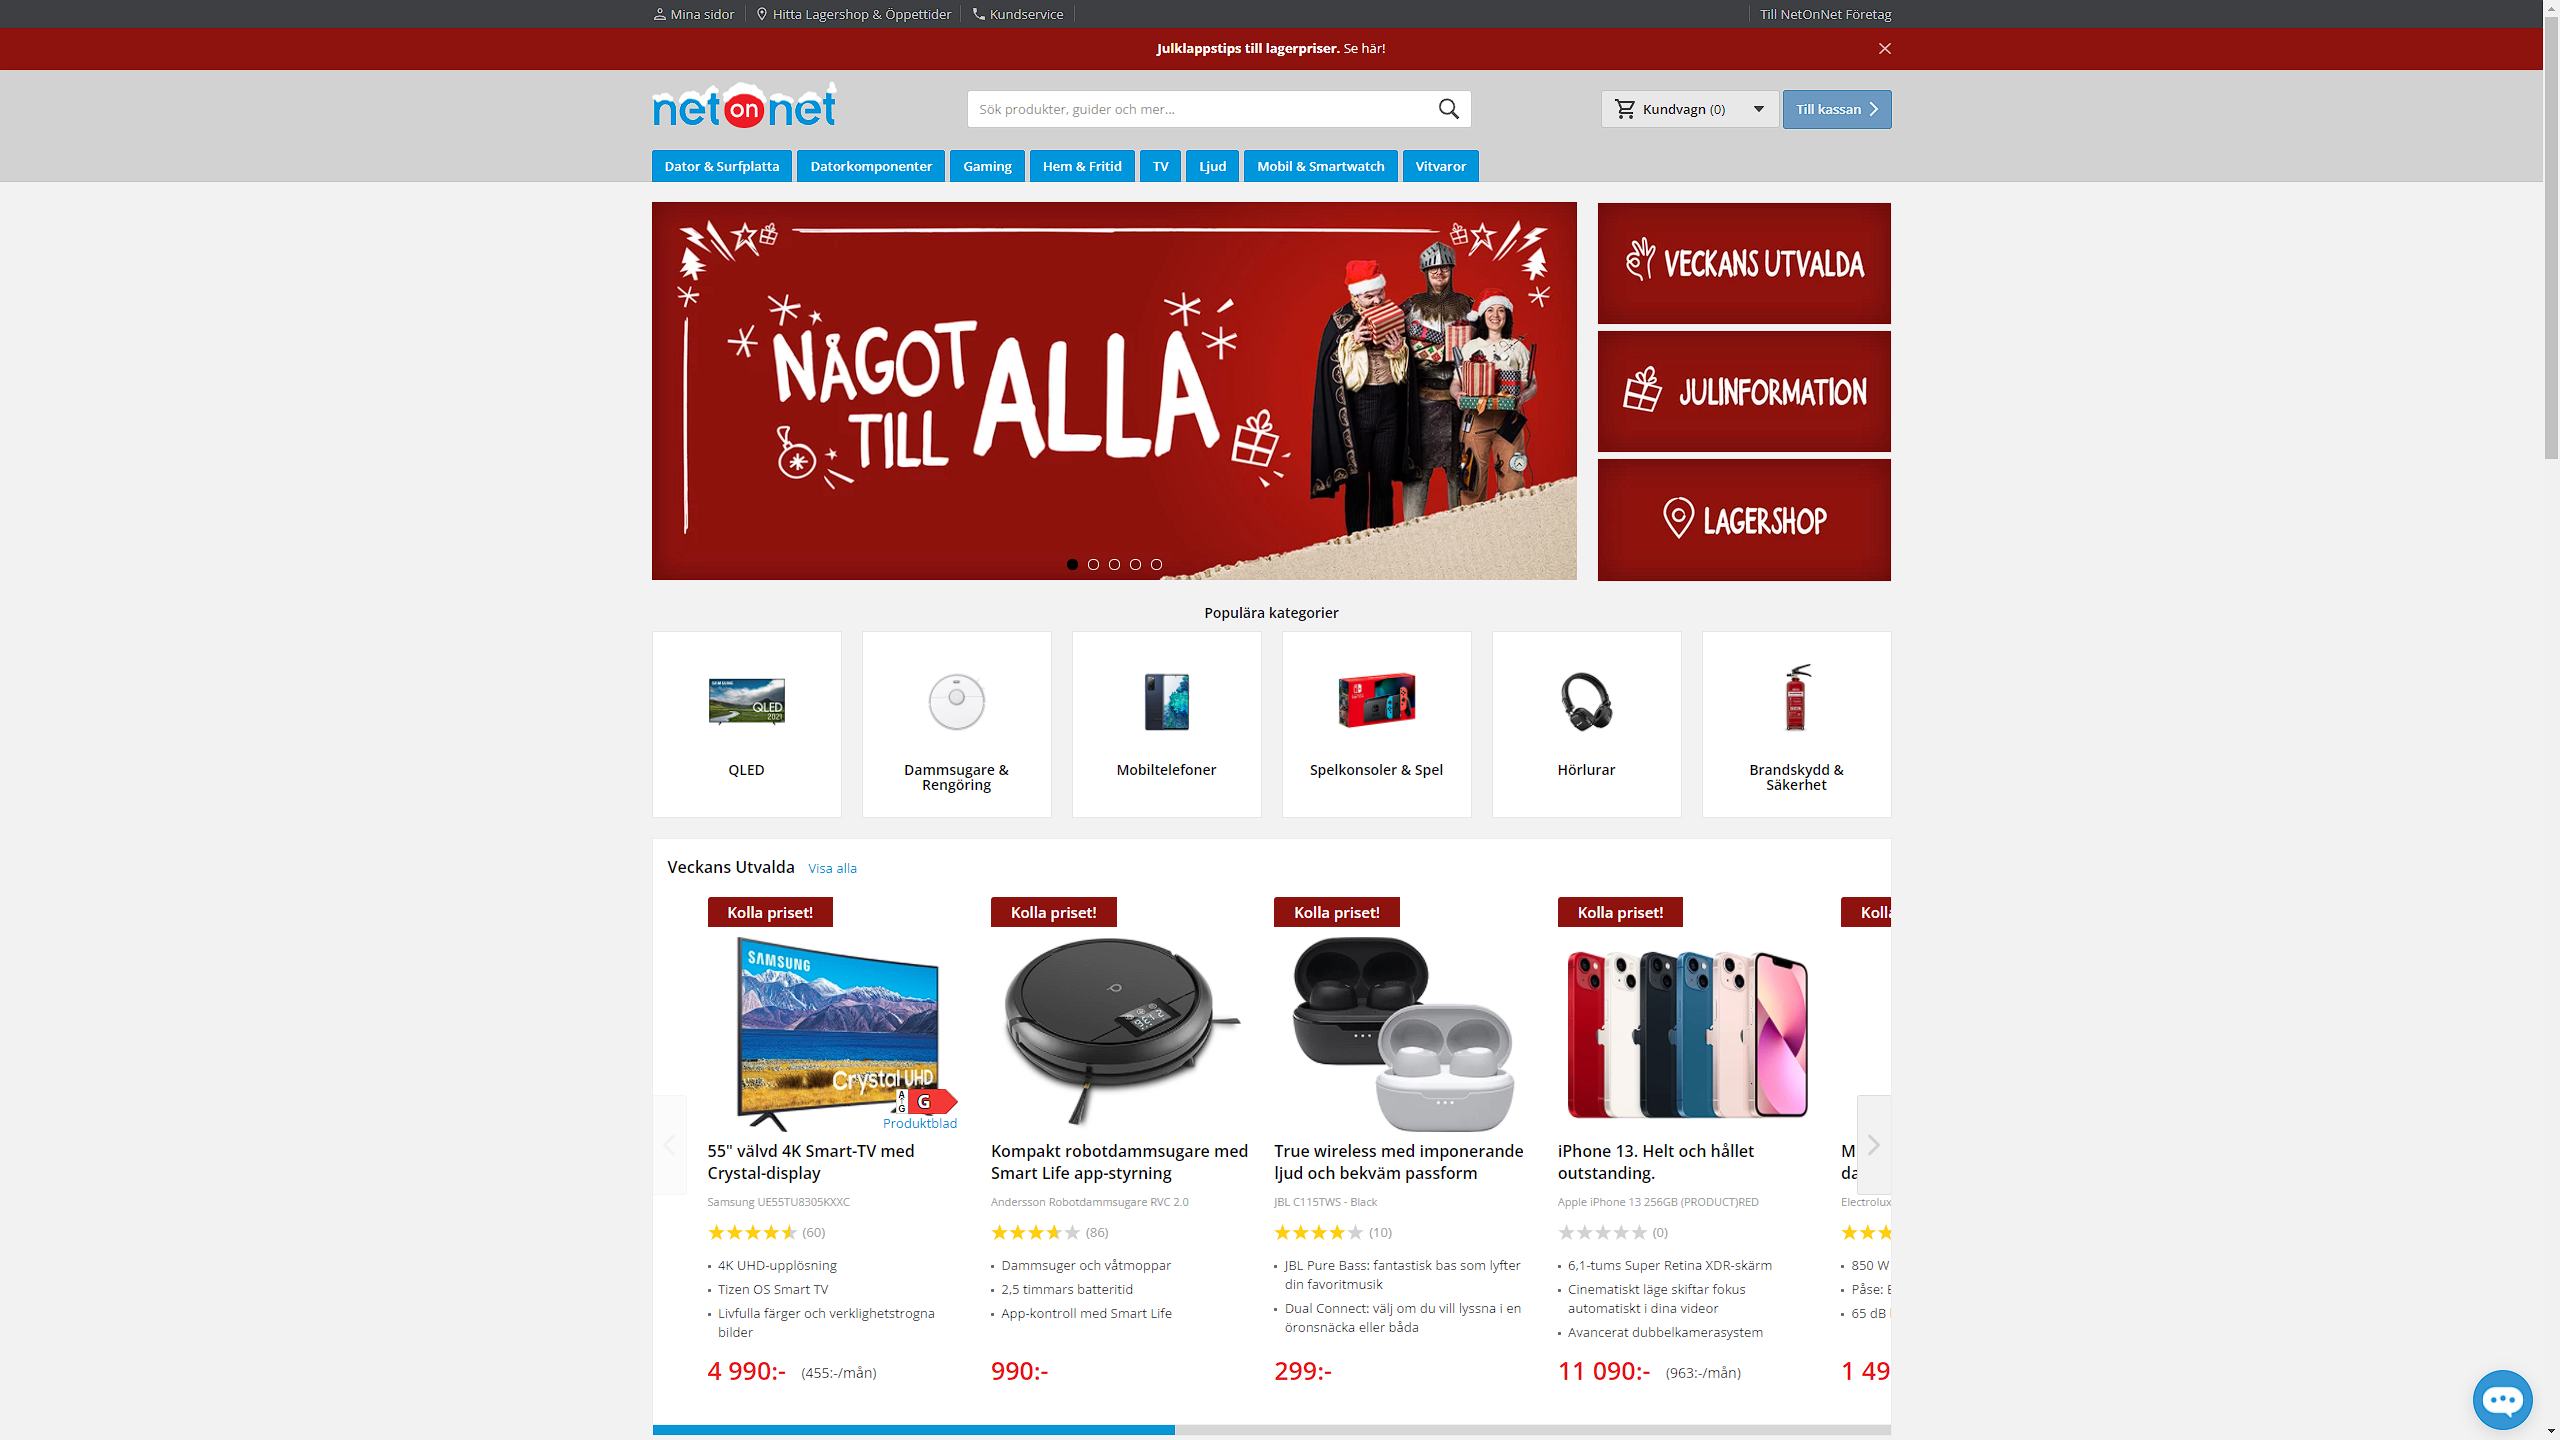 Mina sidor
Hitta Lagershop & Öppettider
Kundservice
Till NetOnNet Företag
Julklappstips till lagerpriser. Se här!
net on net
Sök produkter, guider och mer...
Kundvagn (0)
Till kassan
Dator & Surfplatta
Datorkomponenter
Gaming
Hem & Fritid
TV
Ljud
Mobil & Smartwatch
Vitvaror
NÅGOT
TILL
ALLA
VECKANS UTVALDA
JULINFORMATION
LAGERSHOP
Populära kategorier
SAMSUNG
QLED
2021
QLED
Dammsugare &
Rengöring
Mobiltelefoner
Spelkonsoler & Spel
Hörlurar
Brandskydd &
Säkerhet
Veckans Utvalda
Visa alla
Kolla priset!
SAMSUNG
Crystal UHD
A
G
G
Produktblad
55" välvd 4K Smart-TV med
Crystal-display
Samsung UE55TU8305KXXC
(60)
4K UHD-upplösning
Tizen OS Smart TV
Livfulla färger och verklighetstrogna
bilder
4 990:- (455:-/mån)
Kolla priset!
Kompakt robotdammsugare med
Smart Life app-styrning
Andersson Robotdammsugare RVC 2.0
(86)
Dammsuger och våtmoppar
2,5 timmars batteritid
App-kontroll med Smart Life
990:-
Kolla priset!
True wireless med imponerande
ljud och bekväm passform
JBL C115TWS - Black
(10)
JBL Pure Bass: fantastisk bas som lyfter
din favoritmusik
Dual Connect: välj om du vill lyssna i en
öronsnäcka eller båda
299:-
Kolla priset!
iPhone 13. Helt och hållet
outstanding.
Apple iPhone 13 256GB (PRODUCT)RED
(0)
6,1-tums Super Retina XDR-skärm
Cinematiskt läge skiftar fokus
automatiskt i dina videor
Avancerat dubbelkamerasystem
11 090:- (963:-/mån)
Electrolux
850 W
Påse:
65 dB
1 49